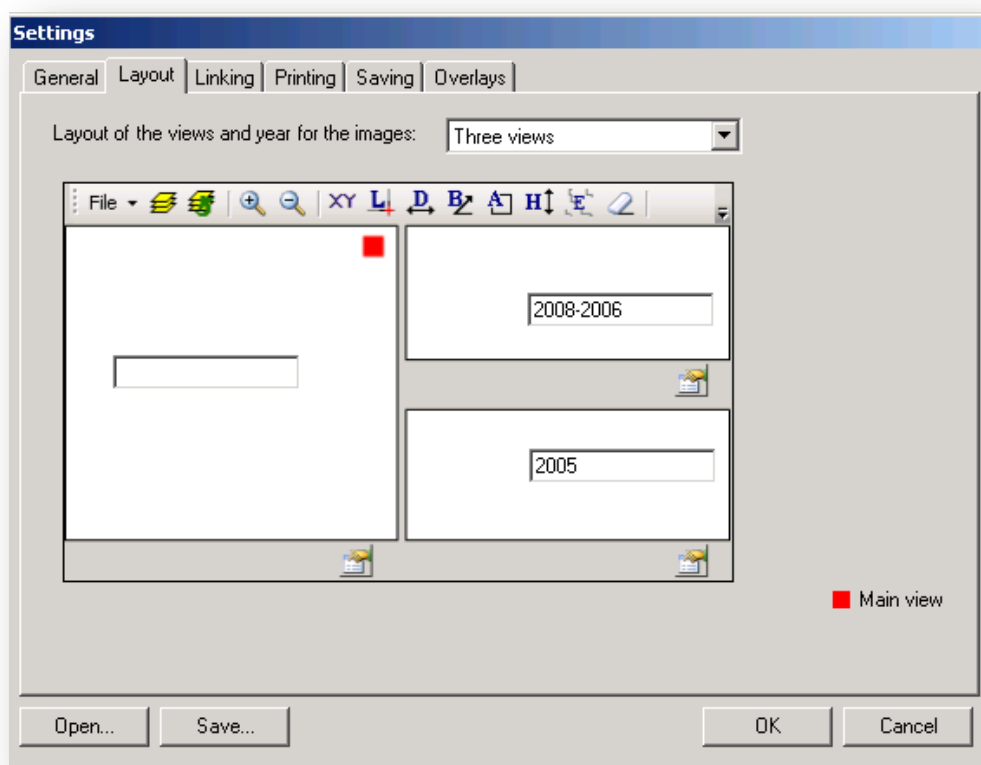 Settings
General Layout Linking Printing Saving Overlays
Layout of the views and year for the images: Three views
File XY L D B A H E
2008-2006
2005
Main view
Open... Save... OK Cancel